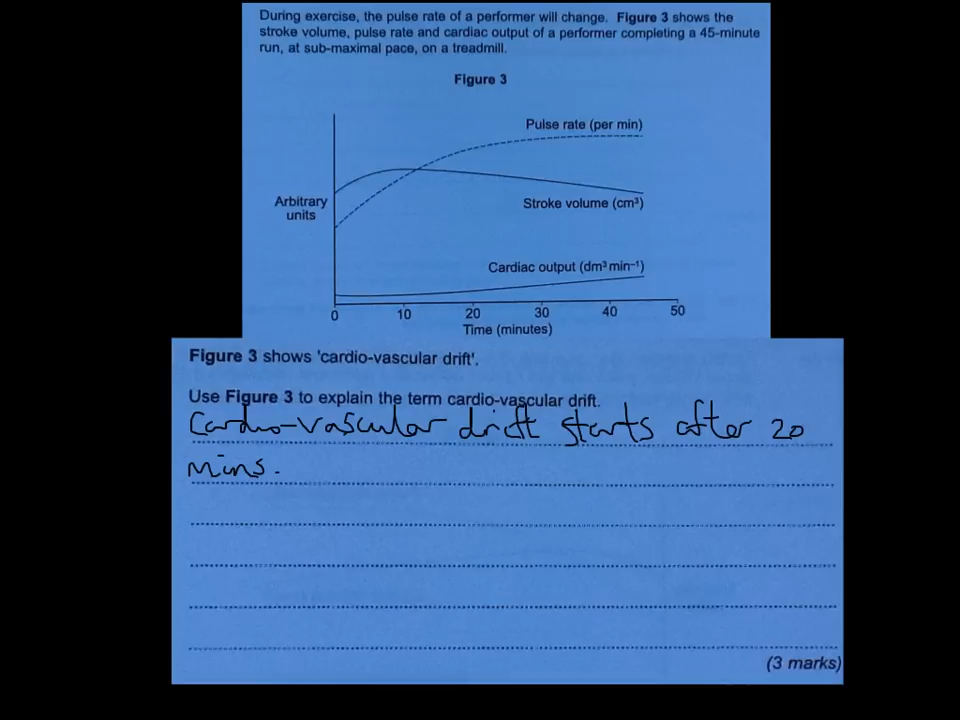 During exercise, the pulse rate of a performer will change. Figure 3 shows the
stroke volume, pulse rate and cardiac output of a performer completing a 45-minute
run, at sub-maximal pace, on a treadmill.
Figure 3
Pulse rate (per min)
Arbitrary
units
Stroke volume (cm³)
Cardiac output (dm³ min⁻¹)
0 10 20 30 40 50
Time (minutes)
Figure 3 shows 'cardio-vascular drift'.
Use Figure 3 to explain the term cardio-vascular drift.
Cardio-vascular drift starts after 20
mins.
(3 marks)